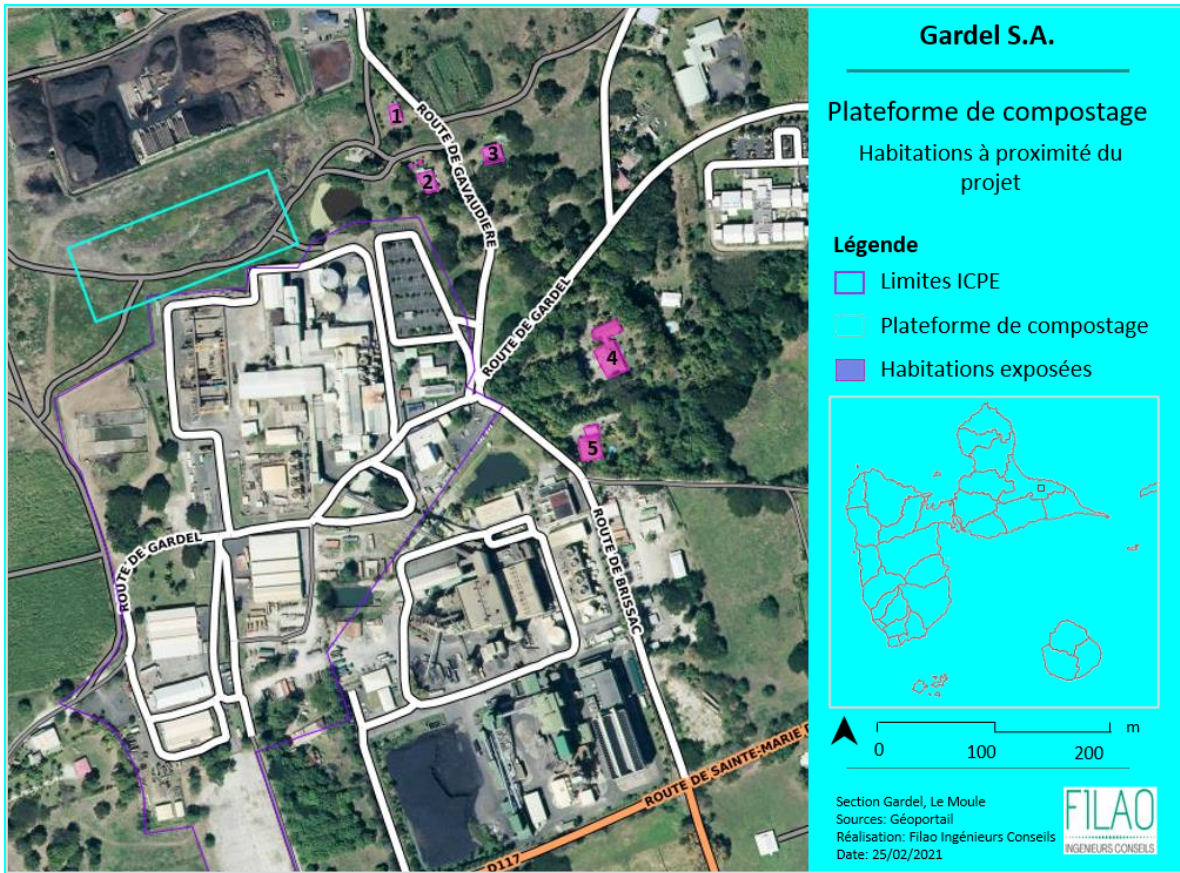 Gardel S.A.
Plateforme de compostage
Habitations à proximité du
projet
Légende
Limites ICPE
Plateforme de compostage
Habitations exposées
m
0 100 200
Section Gardel, Le Moule
Sources: Géoportail
Réalisation: Filao Ingénieurs Conseils
Date: 25/02/2021
FILAO
INGENIEURS CONSEILS
1
ROUTE DE GAVAUDIERE
3
2
ROUTE DE GARDEL
4
5
ROUTE DE GARDEL
ROUTE DE BRISSAC
ROUTE DE SAINTE-MARIE
D117